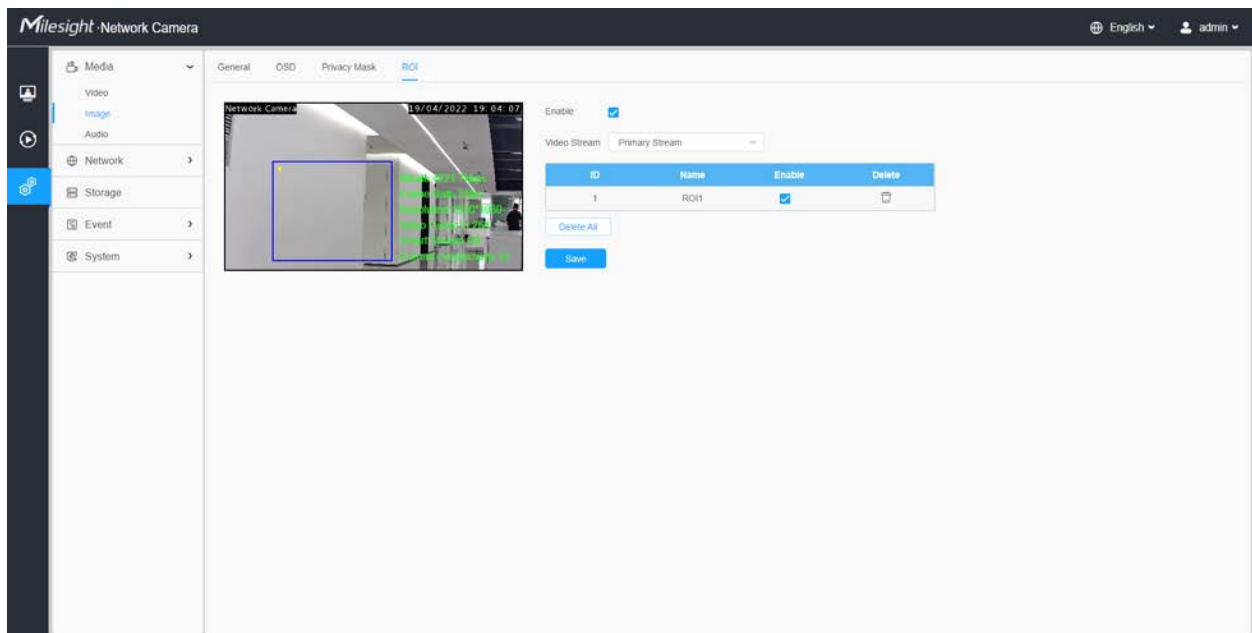 Milesight · Network Camera
English
admin
Media
Video
Image
Audio
Network
Storage
Event
System
General OSD Privacy Mask ROI
Network Camera 19/04/2022 19:04:07
Enable
Video Stream Primary Stream
ID Name Enable Delete
1 ROI1
Delete All
Save